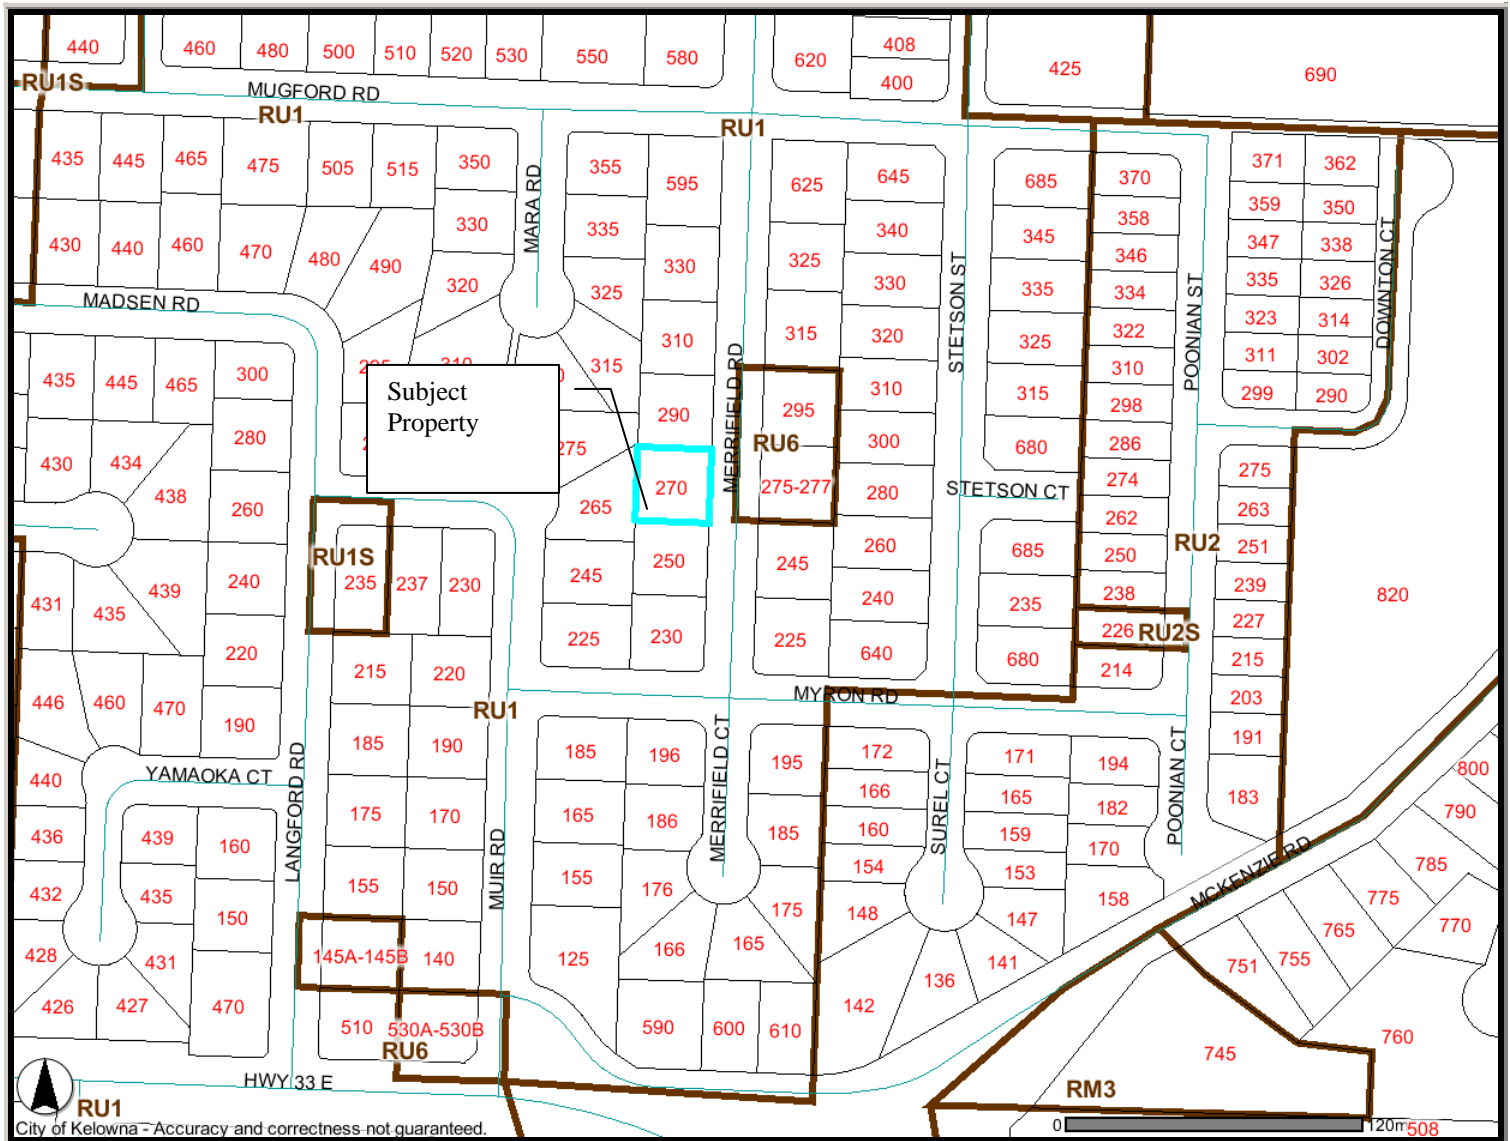 440 460 480 500 510 520 530 550 580 620 408 425 690
400
RU1S
MUGFORD RD
RU1 RU1
435 445 465 475 505 515 350 355 595 625 645 685 370 371 362
MARA RD
430 440 460 470 480 490 330 335 325 340 345 358 359 350
320 325 330 330 335 346 347 338
334 335 326
MADSEN RD
STETSON ST
POONIAN ST
DOWNTON CT
310 315 320 325 322 323 314
435 445 465 300 315 310 315 310 311 302
MERRIFIELD RD
Subject
Property
280 290 295 300 680 298 299 290
RU6
430 434 438 275 286 275
260 265 270 275-277 280 274 263
STETSON CT
262
RU1S
235 237 230 245 250 245 260 685 250 251
RU2
431 435 439 240 225 230 225 240 235 238 239
226 227
RU2S
220 215 220 640 680 214 215
MYRON RD
446 460 470 190 203
RU1
185 190 185 196 195 172 171 194 191
YAMAOKA CT
LANGFORD RD
MUIR RD
MERRIFIELD CT
SUREL CT
POONIAN CT
440 166 165 182 183 800
436 439 160 175 170 165 186 185 160 159 170 790
MCKENZIE RD
820
432 435 150 155 150 155 176 175 154 153 158 785
148 147 775
428 431 145A-145B 140 125 166 165 136 141 751 755 765 770
426 427 470 510 530A-530B 590 600 610 142 745 760
RU6
HWY 33 E
RU1
RM3
0 120m 508
City of Kelowna - Accuracy and correctness not guaranteed.